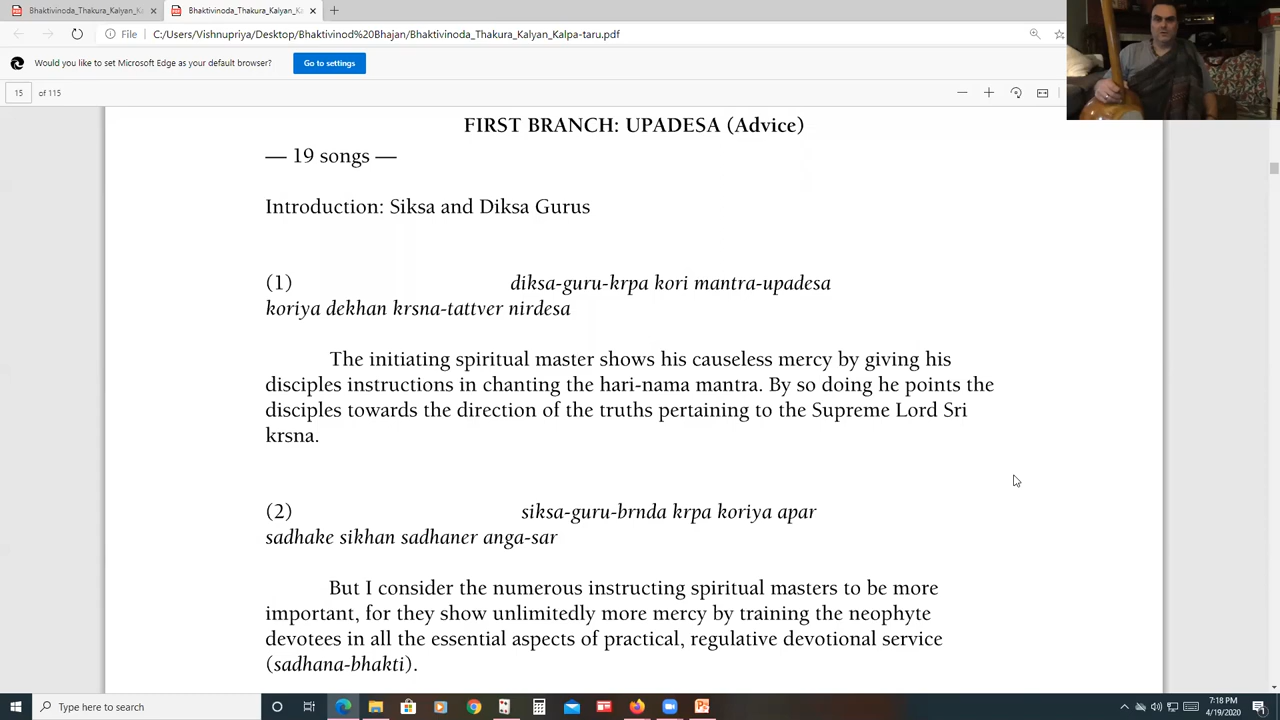 Bhaktivinoda_Thakura_Kalyan_Ka
Bhaktivinoda_Thakura_Kalyan_Kal
File
C:/Users/Vishnupriya/Desktop/Bhaktivinod%20Bhajan/Bhaktivinoda_Thakura_Kalyan_Kalpa-taru.pdf
Would you like to set Microsoft Edge as your default browser?
Go to settings
15 of 115
FIRST BRANCH: UPADESA (Advice)
— 19 songs —
Introduction: Siksa and Diksa Gurus
(1) diksa-guru-krpa kori mantra-upadesa
koriya dekhan krsna-tattver nirdesa
The initiating spiritual master shows his causeless mercy by giving his
disciples instructions in chanting the hari-nama mantra. By so doing he points the
disciples towards the direction of the truths pertaining to the Supreme Lord Sri
krsna.
(2) siksa-guru-brnda krpa koriya apar
sadhake sikhan sadhaner anga-sar
But I consider the numerous instructing spiritual masters to be more
important, for they show unlimitedly more mercy by training the neophyte
devotees in all the essential aspects of practical, regulative devotional service
(sadhana-bhakti).
Type here to search
7:18 PM
4/19/2020